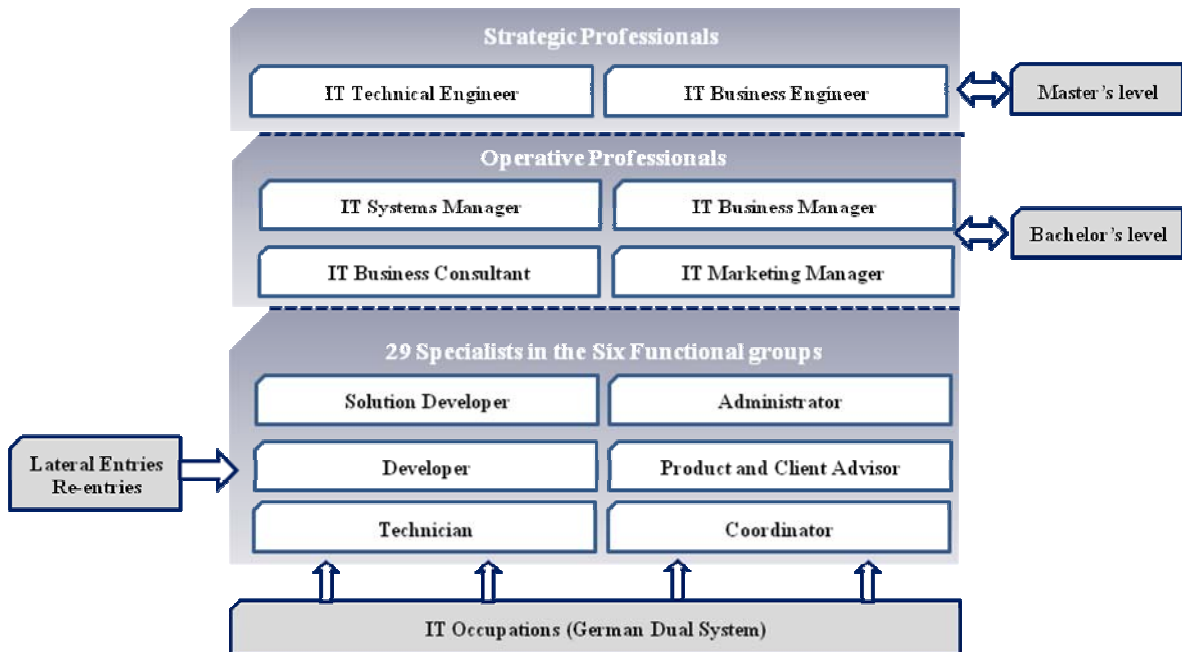 Strategic Professionals
IT Technical Engineer
IT Business Engineer
Master's level
Operative Professionals
IT Systems Manager
IT Business Manager
Bachelor's level
IT Business Consultant
IT Marketing Manager
29 Specialists in the Six Functional groups
Solution Developer
Administrator
Lateral Entries
Re-entries
Developer
Product and Client Advisor
Technician
Coordinator
IT Occupations (German Dual System)